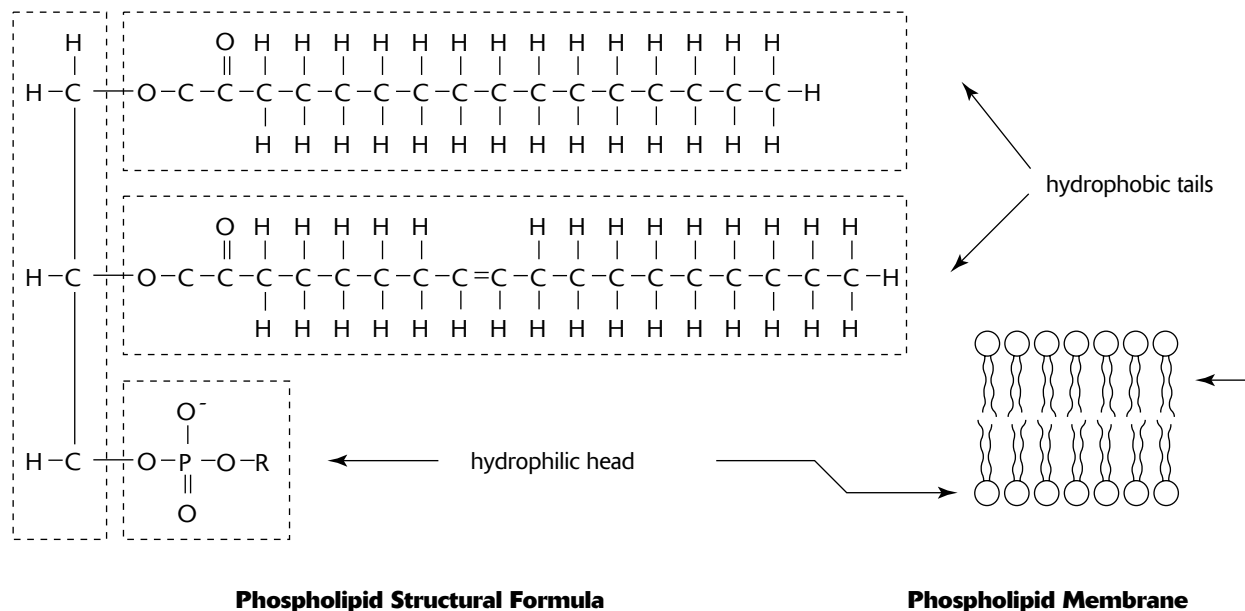 H O H H H H H H H H H H H H H H
H–C–O–C–C–C–C–C–C–C–C–C–C–C–C–C–C–C–C–H
H H H H H H H H H H H H H H
hydrophobic tails
O H H H H H H H H H H H H H H
H–C–O–C–C–C–C–C–C–C–C=C–C–C–C–C–C–C–C–C–C–H
H H H H H H H H H H H H H H H H
O-
H–C–O–P–O–R
hydrophilic head
O
Phospholipid Structural Formula
Phospholipid Membrane